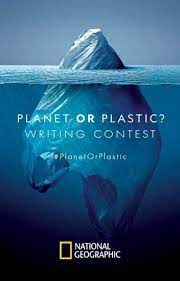 PLANET OR PLASTIC?
WRITING CONTEST
#PlanetOrPlastic
NATIONAL
GEOGRAPHIC